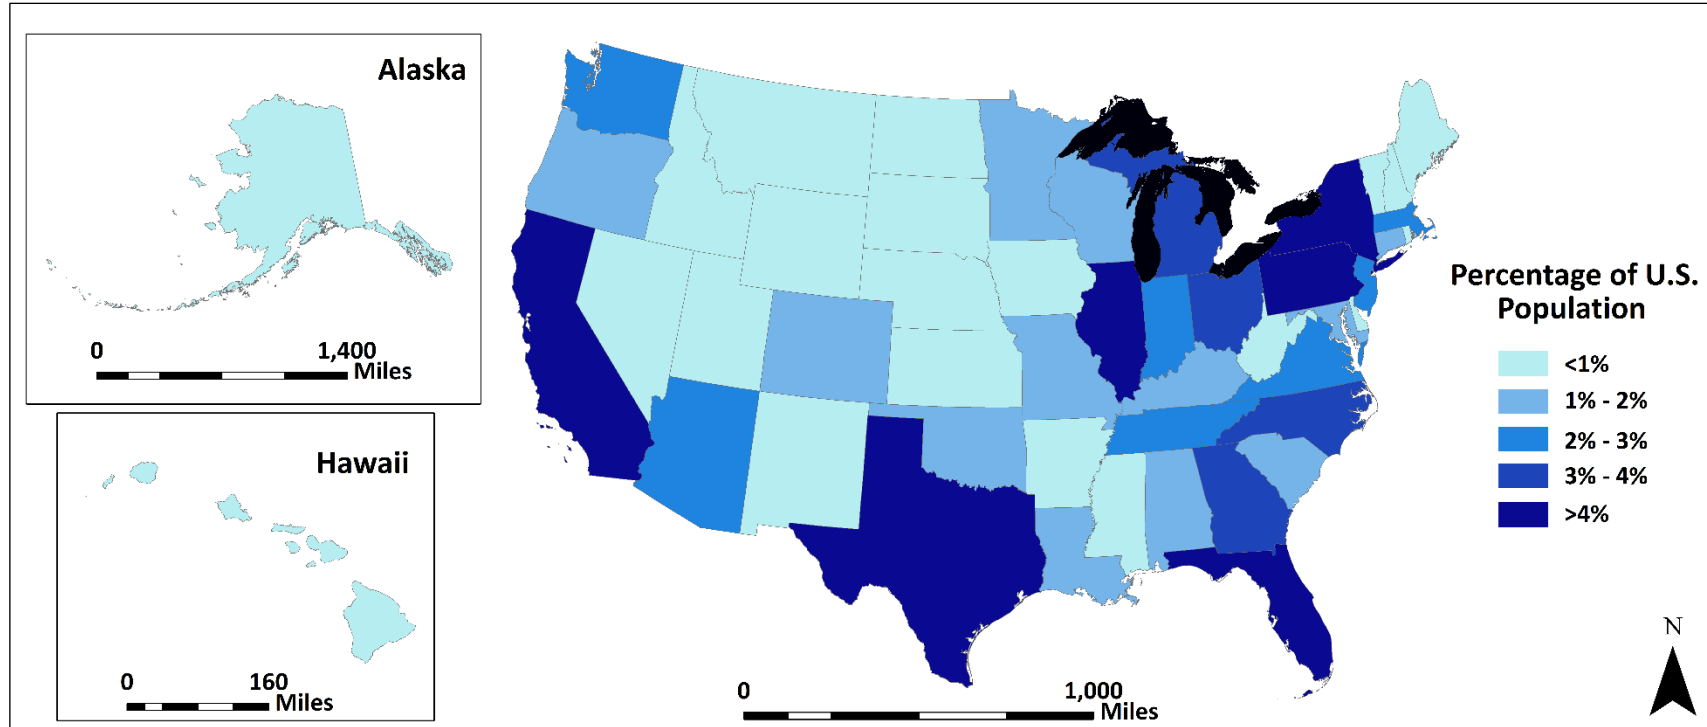 Alaska
0 1,400
Miles
Hawaii
0 160
Miles
0 1,000
Miles
Percentage of U.S.
Population
<1%
1% - 2%
2% - 3%
3% - 4%
>4%
N